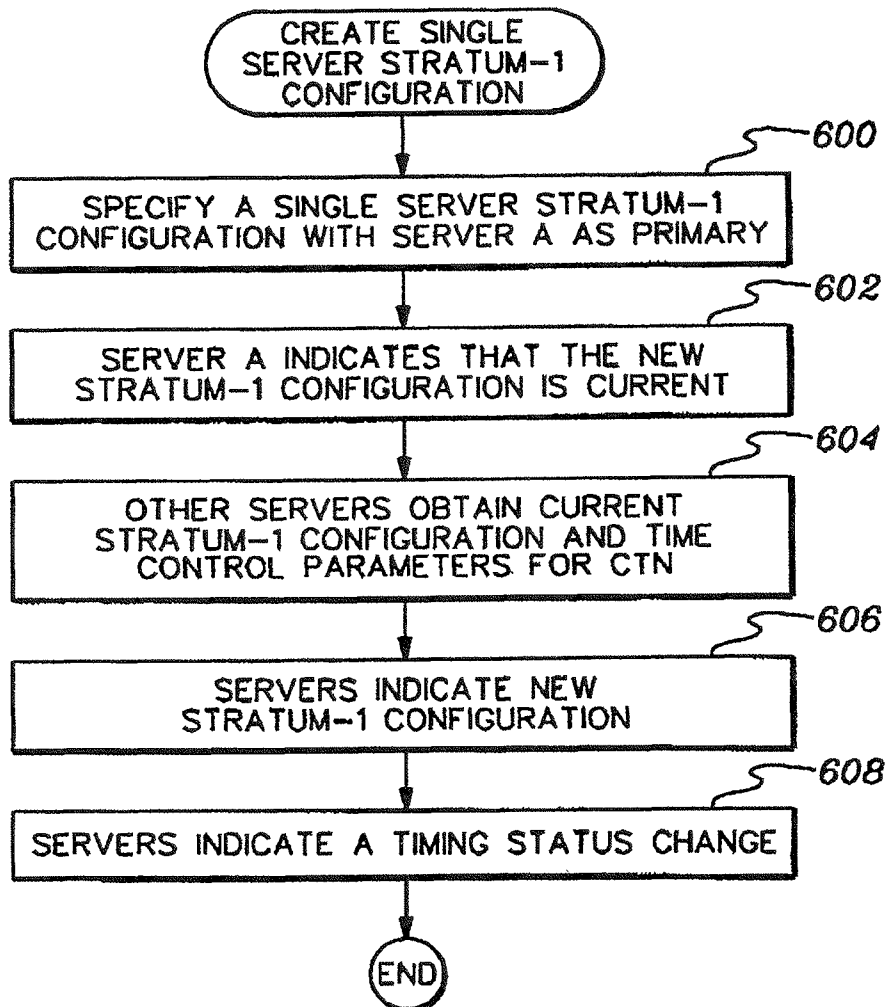 CREATE SINGLE
SERVER STRATUM-1
CONFIGURATION
600
SPECIFY A SINGLE SERVER STRATUM-1
CONFIGURATION WITH SERVER A AS PRIMARY
602
SERVER A INDICATES THAT THE NEW
STRATUM-1 CONFIGURATION IS CURRENT
604
OTHER SERVERS OBTAIN CURRENT
STRATUM-1 CONFIGURATION AND TIME
CONTROL PARAMETERS FOR CTN
606
SERVERS INDICATE NEW
STRATUM-1 CONFIGURATION
608
SERVERS INDICATE A TIMING STATUS CHANGE
END